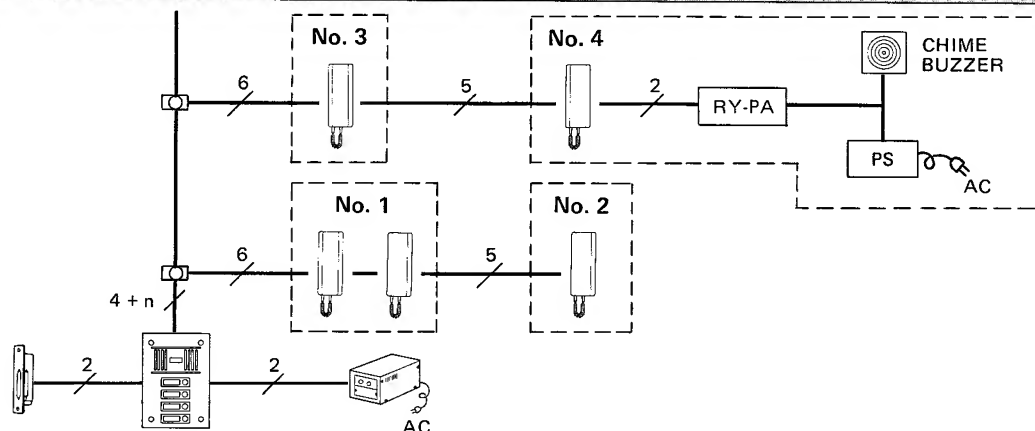 No. 3
No. 4
CHIME
BUZZER
6
5
2
RY-PA
PS
AC
No. 1
No. 2
6
5
4 + n
2
2
AC